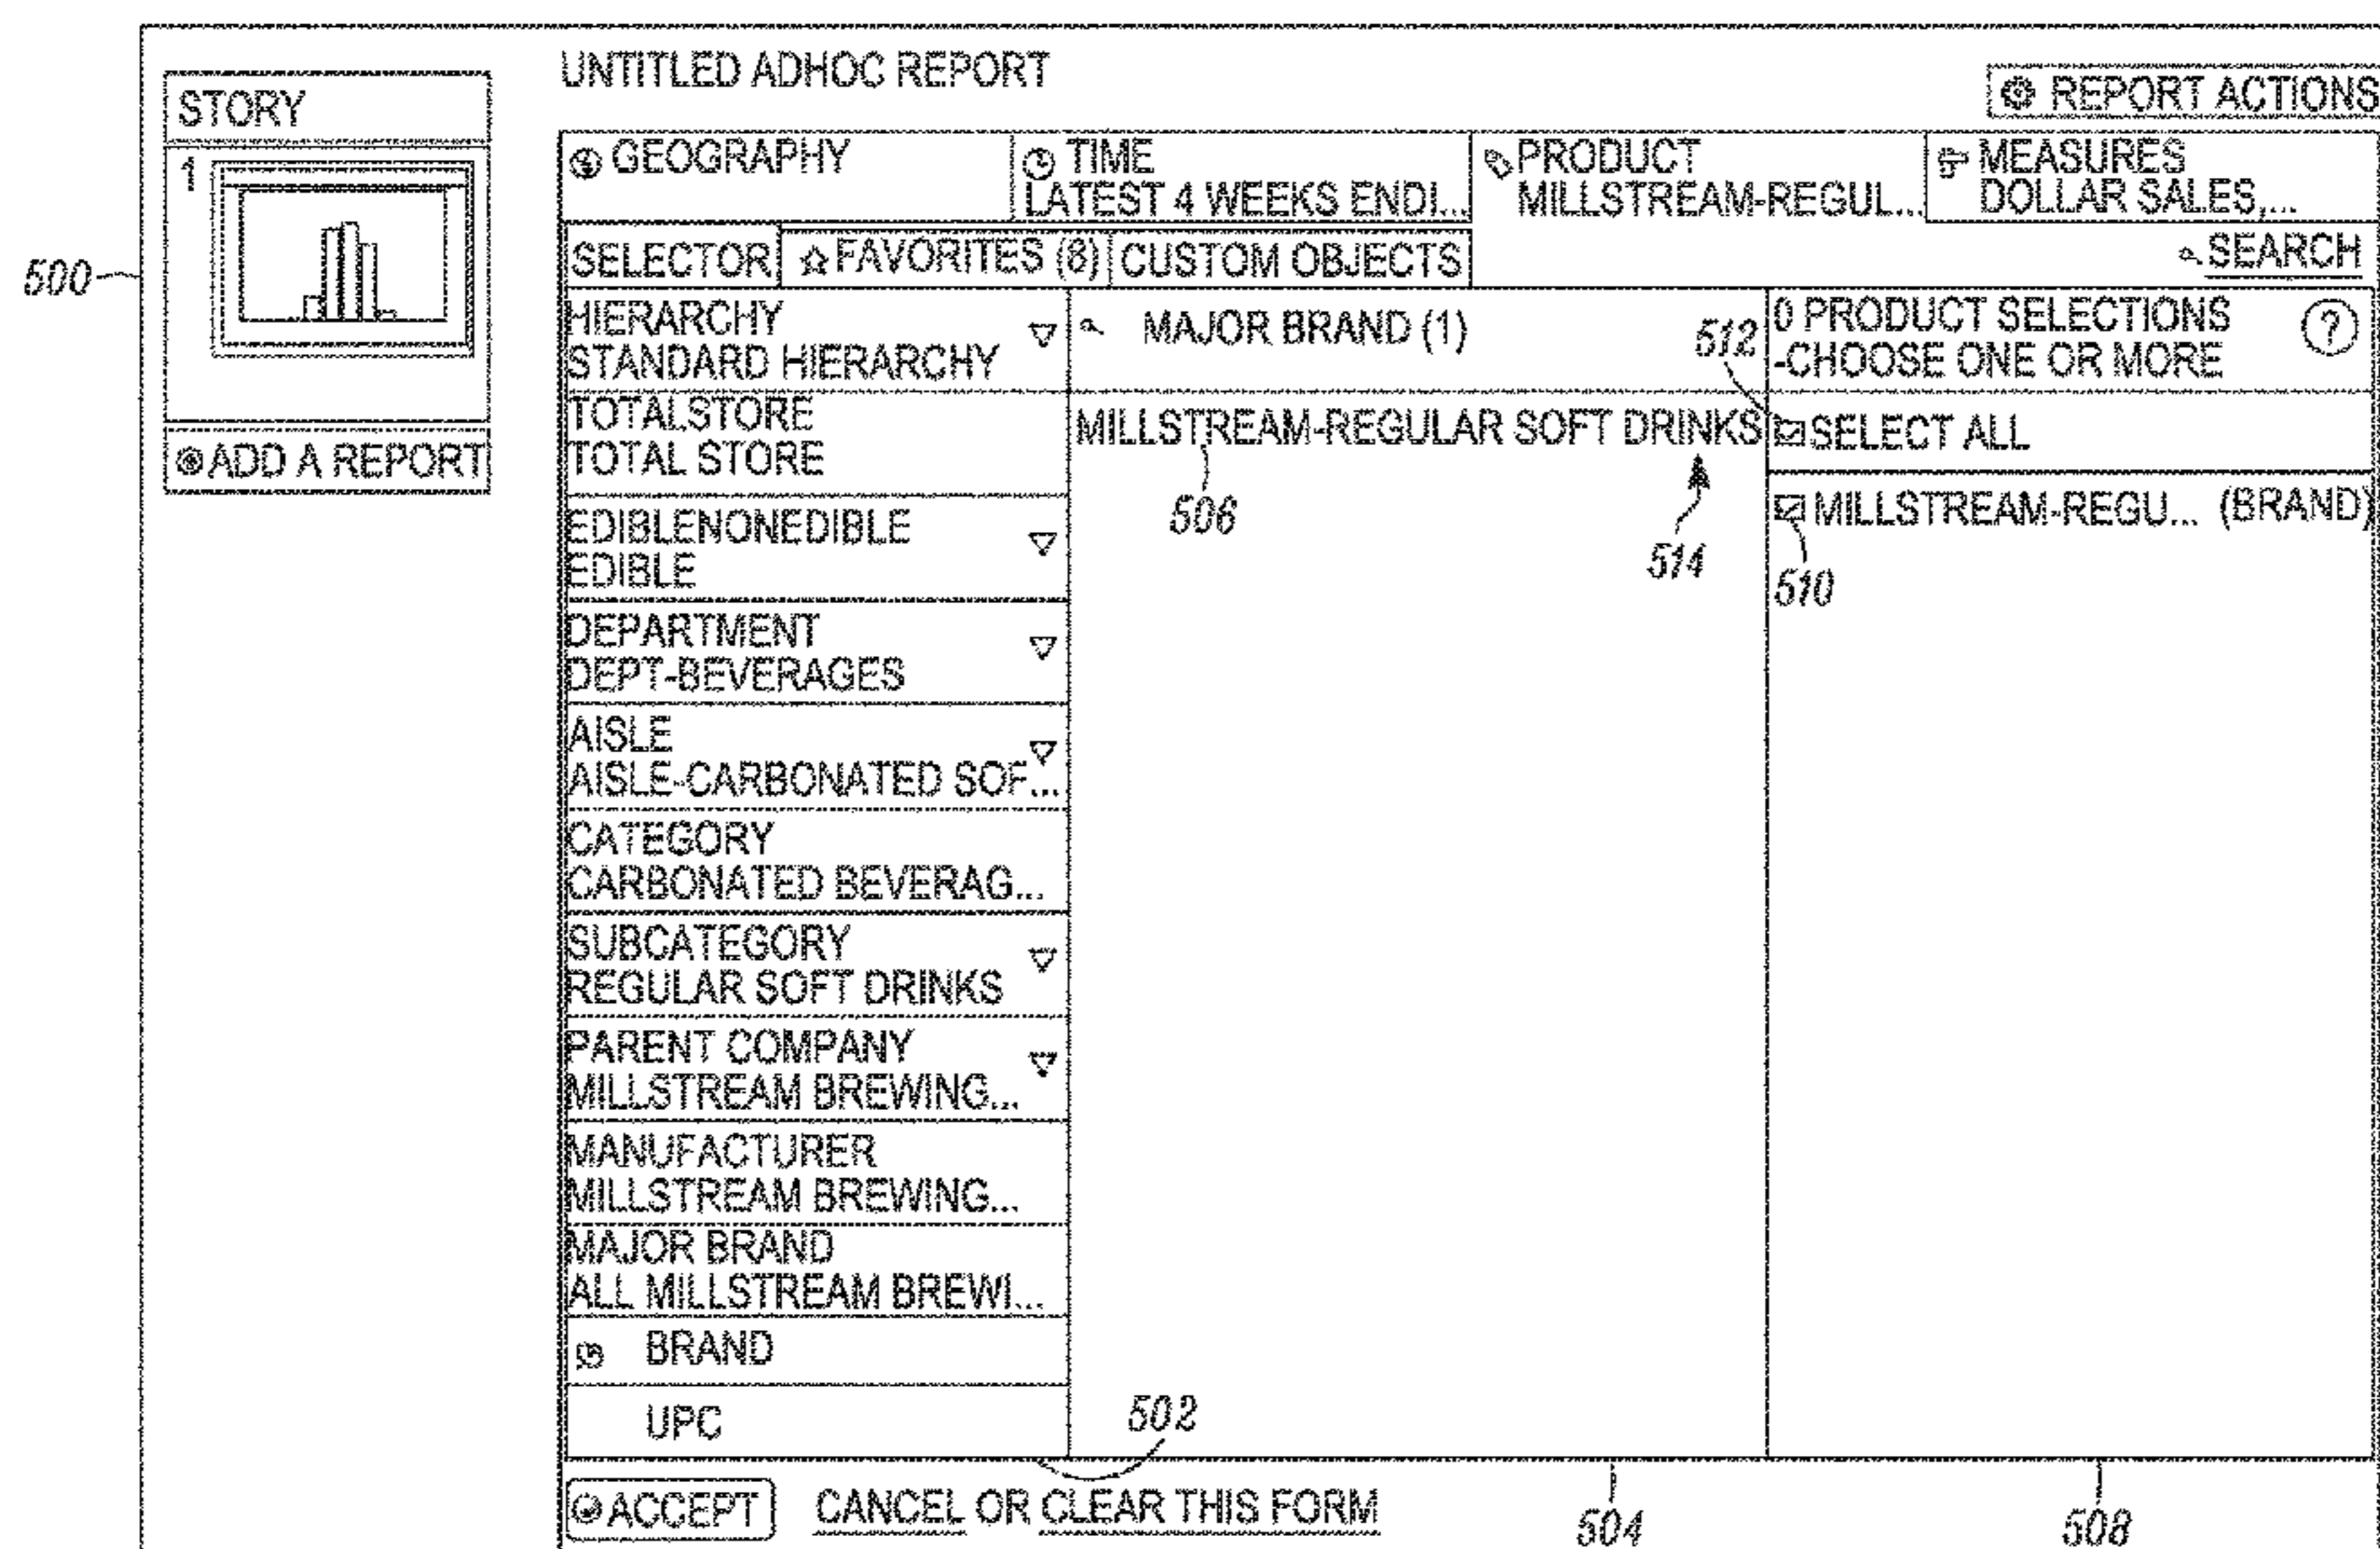 UNTITLED ADHOC REPORT
REPORT ACTIONS
STORY
1
ADD A REPORT
500
GEOGRAPHY
TIME
LATEST 4 WEEKS ENDI...
PRODUCT
MILLSTREAM-REGUL...
MEASURES
DOLLAR SALES,...
SELECTOR
FAVORITES (8)
CUSTOM OBJECTS
SEARCH
HIERARCHY
STANDARD HIERARCHY
TOTALSTORE
TOTAL STORE
EDIBLENONEDIBLE
EDIBLE
DEPARTMENT
DEPT-BEVERAGES
AISLE
AISLE-CARBONATED SOF...
CATEGORY
CARBONATED BEVERAG...
SUBCATEGORY
REGULAR SOFT DRINKS
PARENT COMPANY
MILLSTREAM BREWING...
MANUFACTURER
MILLSTREAM BREWING...
MAJOR BRAND
ALL MILLSTREAM BREWI...
BRAND
UPC
MAJOR BRAND (1)
MILLSTREAM-REGULAR SOFT DRINKS
506
514
512
0 PRODUCT SELECTIONS
-CHOOSE ONE OR MORE
?
SELECT ALL
MILLSTREAM-REGU... (BRAND)
510
502
ACCEPT
CANCEL OR CLEAR THIS FORM
504
508